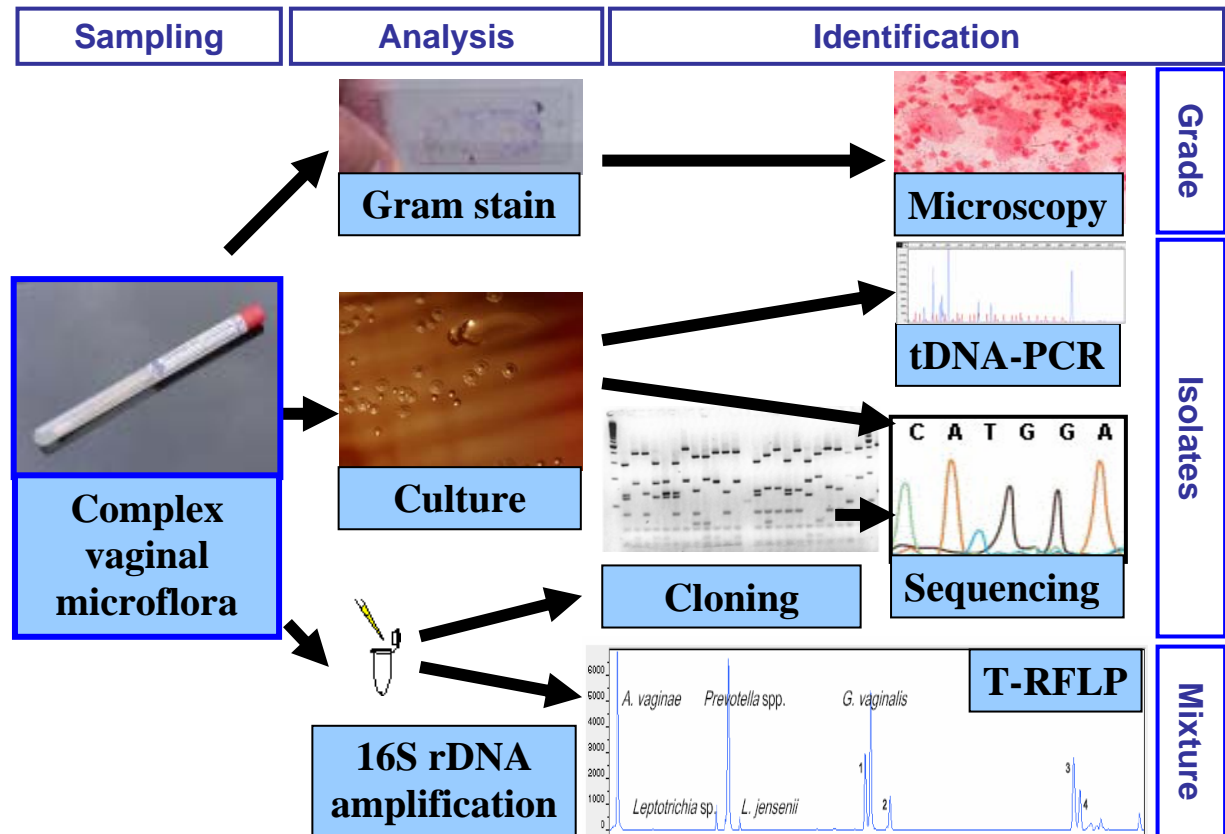 Sampling
Analysis
Identification
Gram stain
Microscopy
Grade
tDNA-PCR
Isolates
Complex
vaginal
microflora
Culture
C A T G G A
Cloning
Sequencing
16S rDNA
amplification
T-RFLP
Mixture
6000
5000
4000
3000
2000
1000
0
A. vaginae
Prevotella spp.
G. vaginalis
1
2
3
4
Leptotrichia sp.
L. jensenii